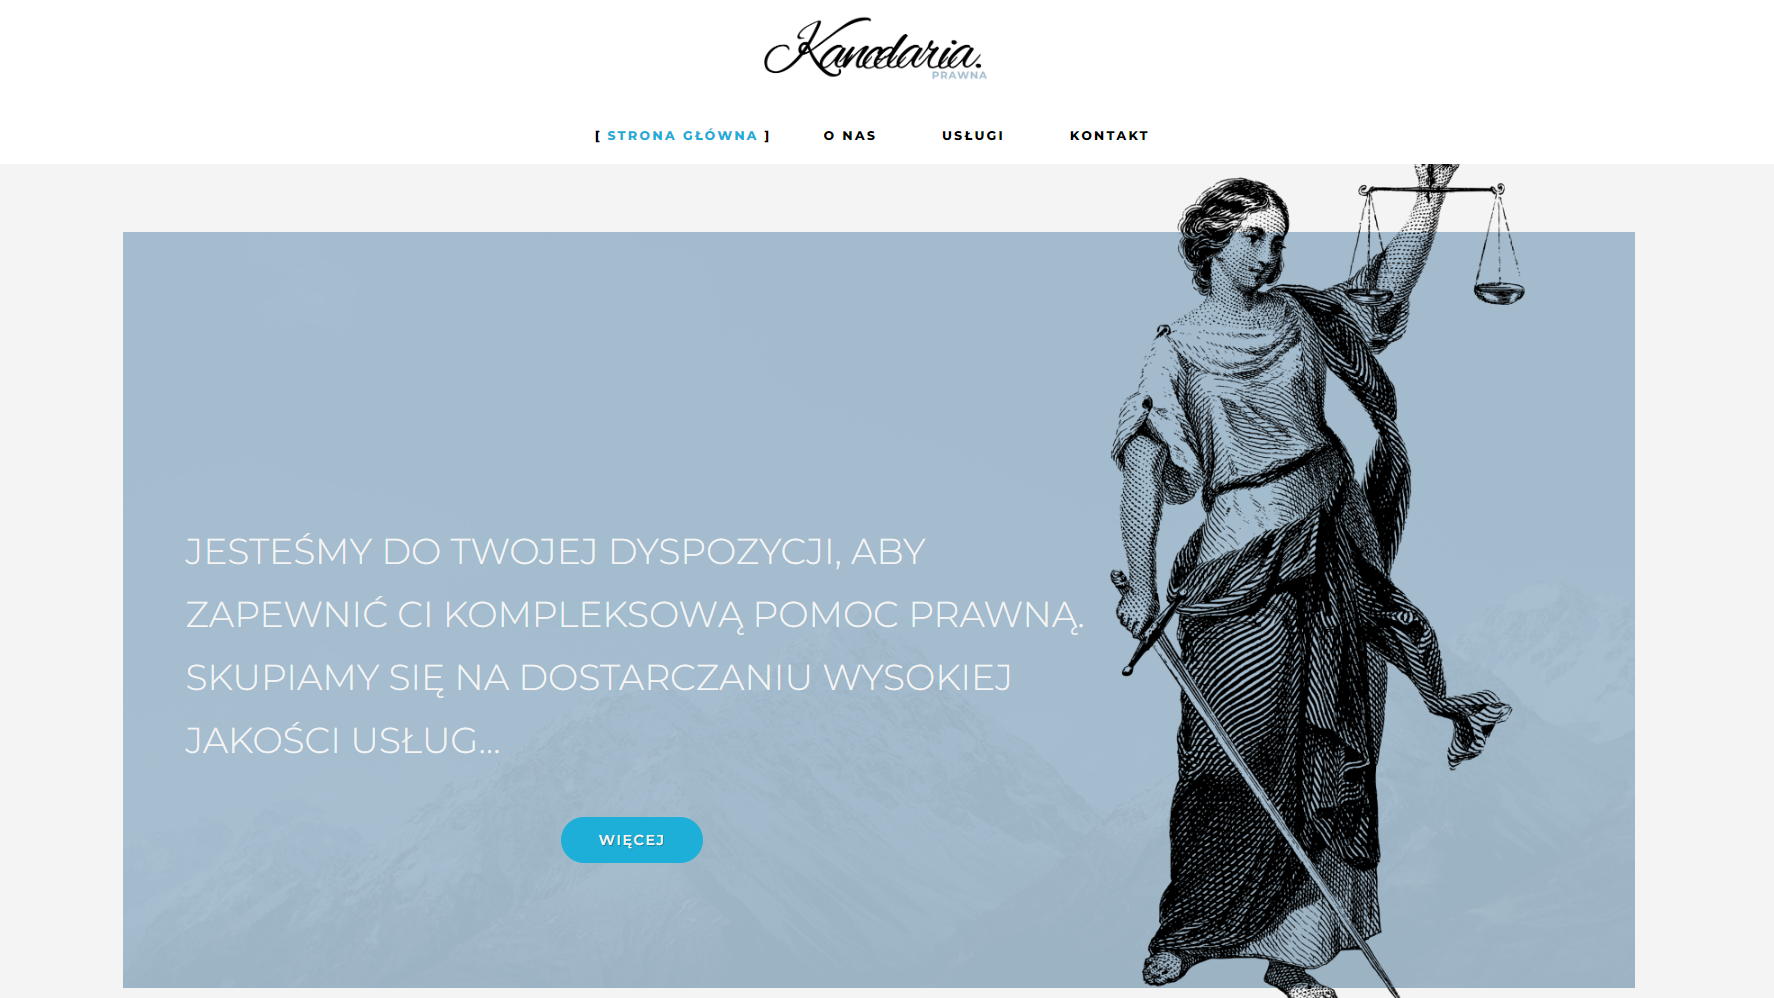 Kancelaria.
PRAWNA
[ STRONA GŁÓWNA ] O NAS USŁUGI KONTAKT
JESTEŚMY DO TWOJEJ DYSPOZYCJI, ABY
ZAPEWNIĆ CI KOMPLEKSOWĄ POMOC PRAWNĄ.
SKUPIAMY SIĘ NA DOSTARCZANIU WYSOKIEJ
JAKOŚCI USŁUG...
WIĘCEJ